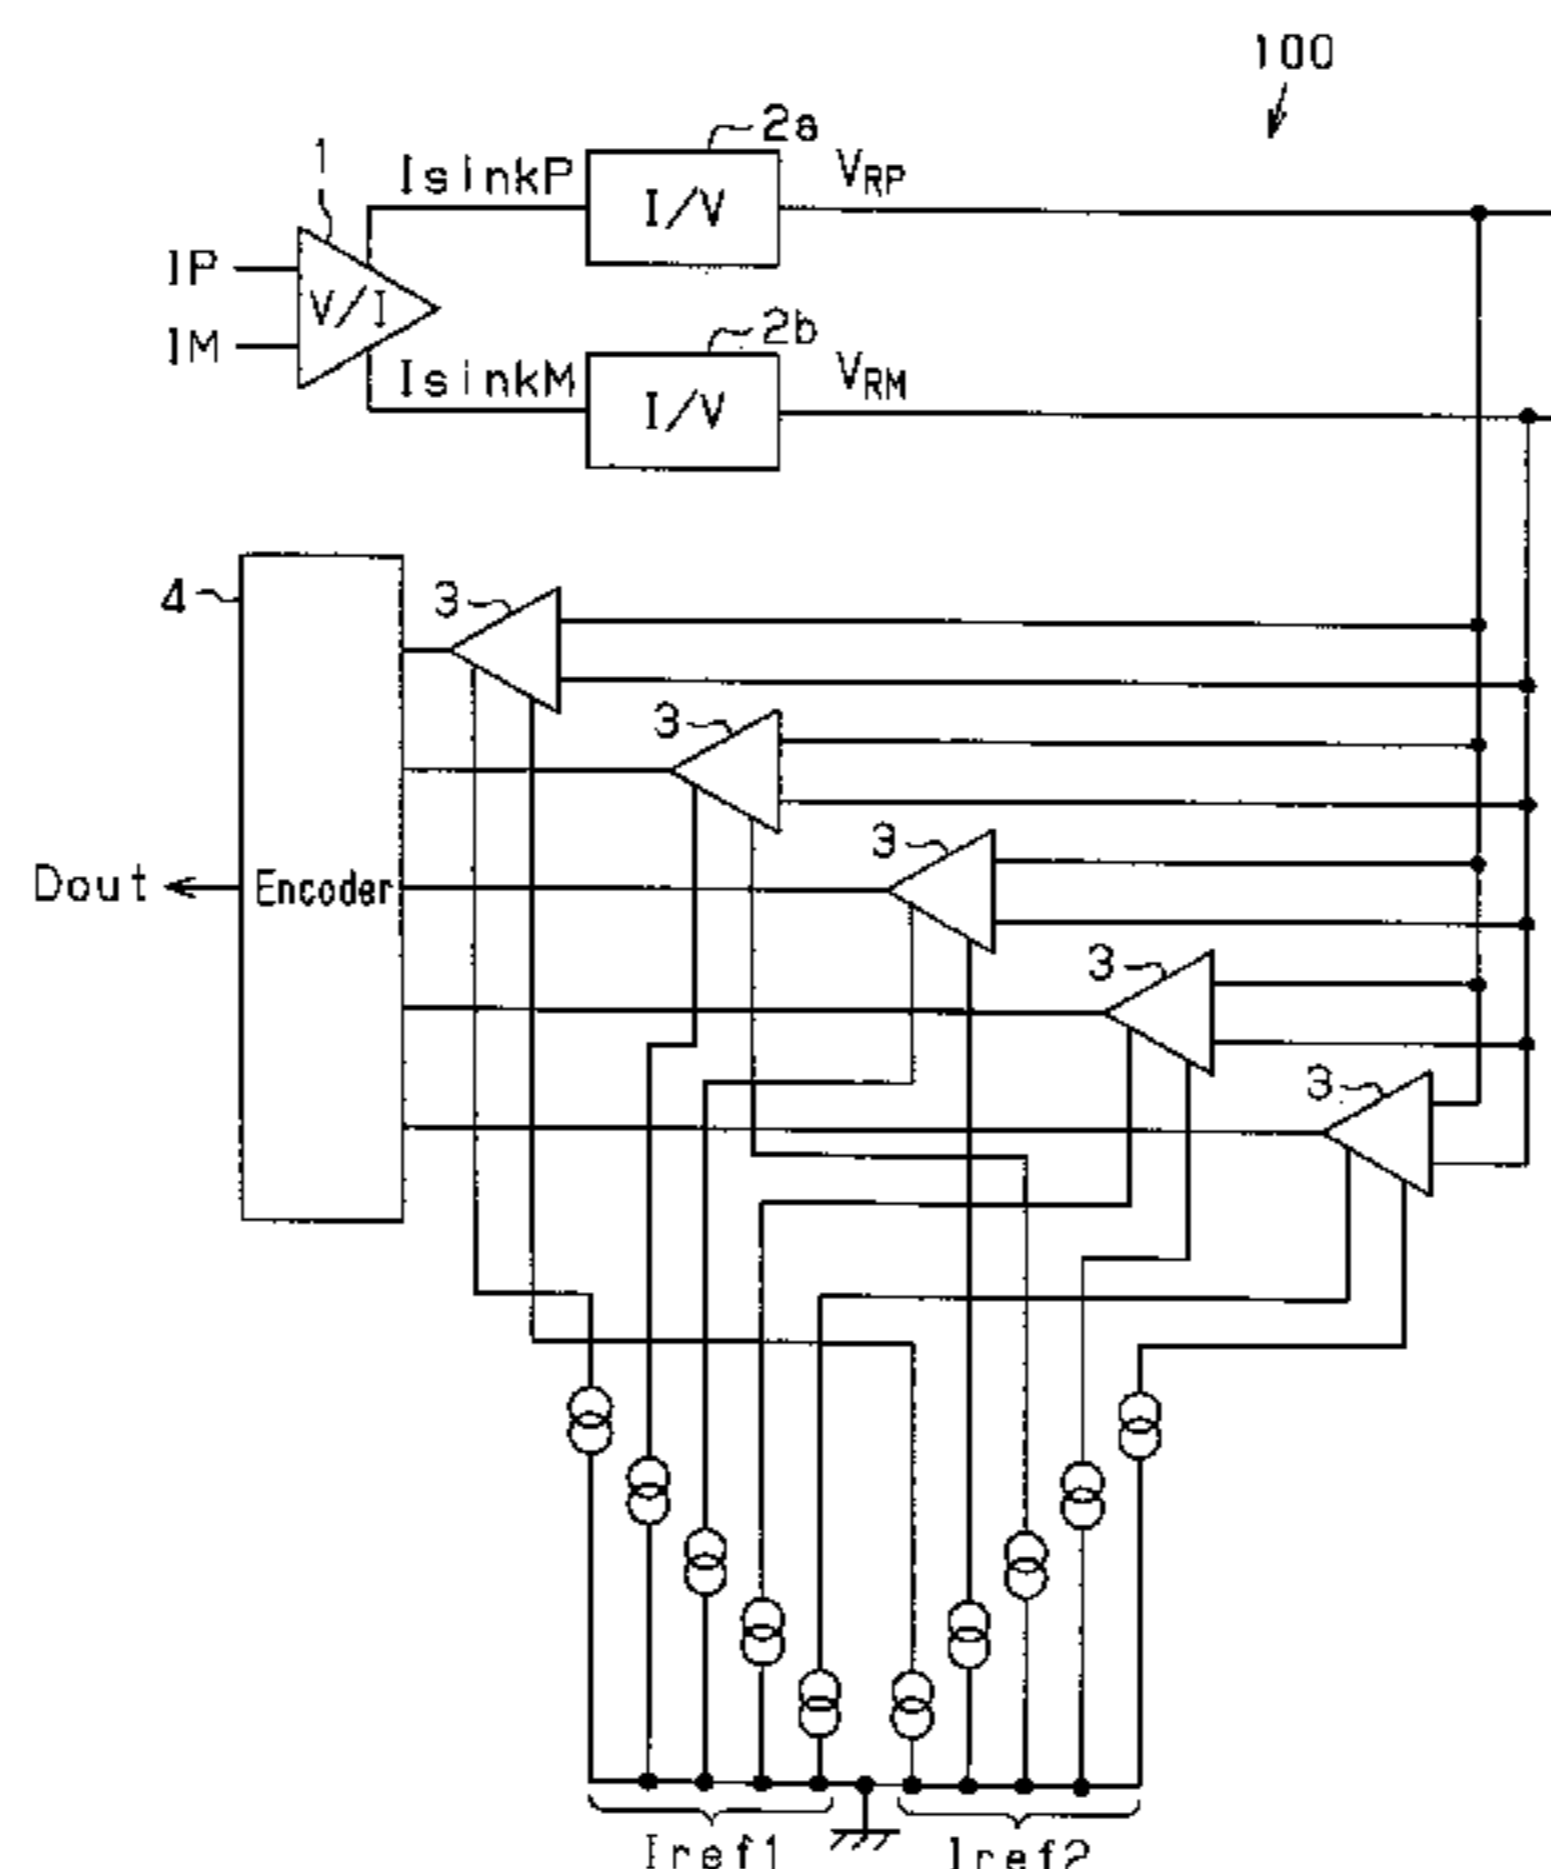 100
1
IsinkP
2a
I/V
VRP
IP
IM
V/I
IsinkM
2b
I/V
VRM
4
3
3
3
Dout
Encoder
3
3
Iref1
Iref2